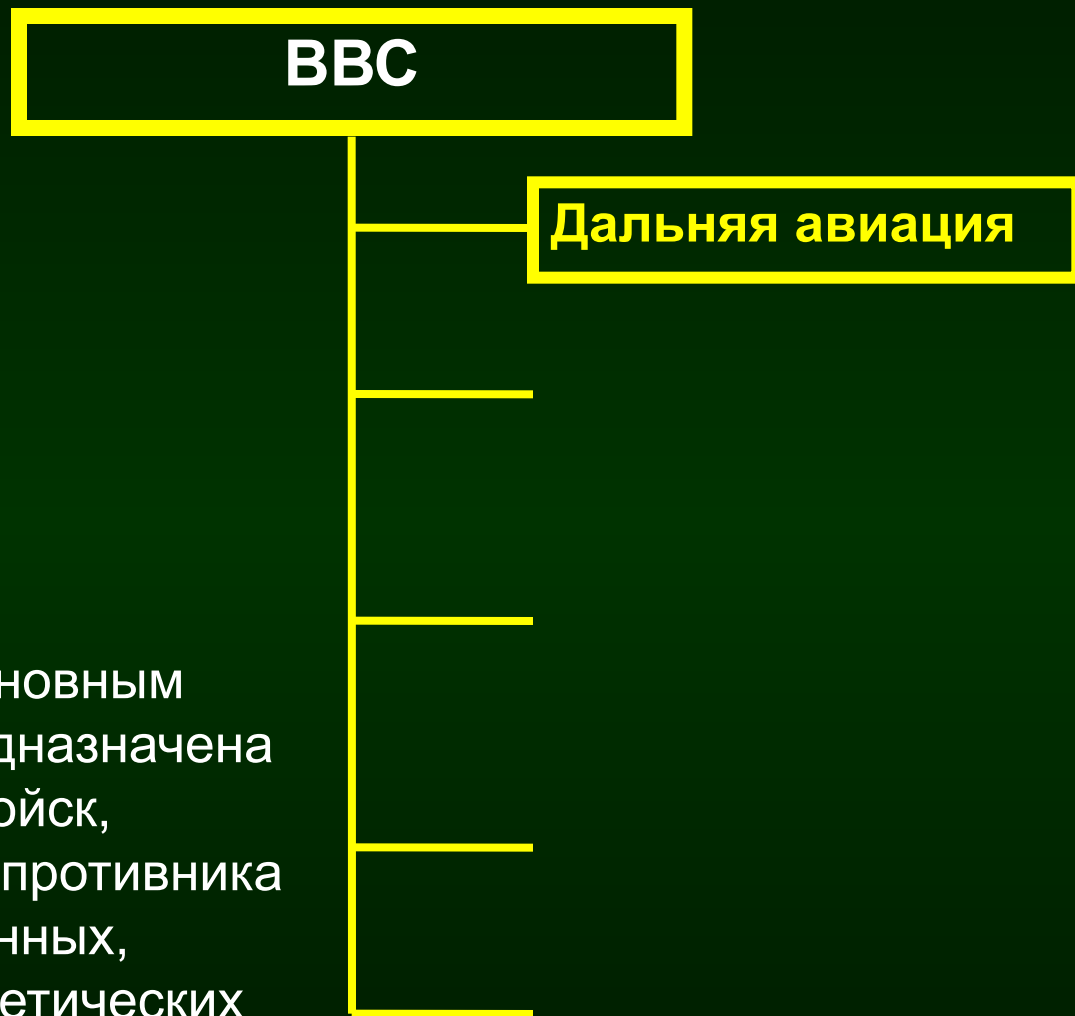 ВВС
Дальняя авиация
новным
дназначена
ойск,
противника
нных,
етических